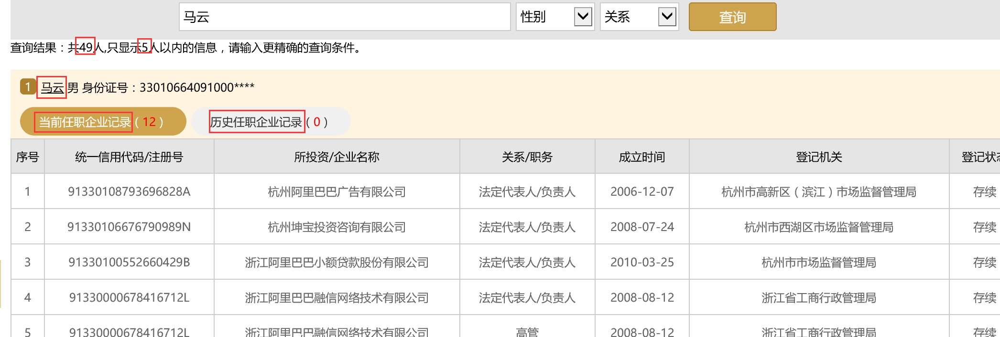 马云 性别 关系 查询
查询结果：共49人,只显示5人以内的信息，请输入更精确的查询条件。
1 马云 男 身份证号：33010664091000****
当前任职企业记录（12） 历史任职企业记录（0）
序号 统一信用代码/注册号 所投资/企业名称 关系/职务 成立时间 登记机关 登记状态
1 91330108793696828A 杭州阿里巴巴广告有限公司 法定代表人/负责人 2006-12-07 杭州市高新区（滨江）市场监督管理局 存续
2 91330106676790989N 杭州坤宝投资咨询有限公司 法定代表人/负责人 2008-07-24 杭州市西湖区市场监督管理局 存续
3 91330100552660429B 浙江阿里巴巴小额贷款股份有限公司 法定代表人/负责人 2010-03-25 杭州市市场监督管理局 存续
4 91330000678416712L 浙江阿里巴巴融信网络技术有限公司 法定代表人/负责人 2008-08-12 浙江省工商行政管理局 存续
5 91330000678416712L 浙江阿里巴巴融信网络技术有限公司 高管 2008-08-12 浙江省工商行政管理局 存续